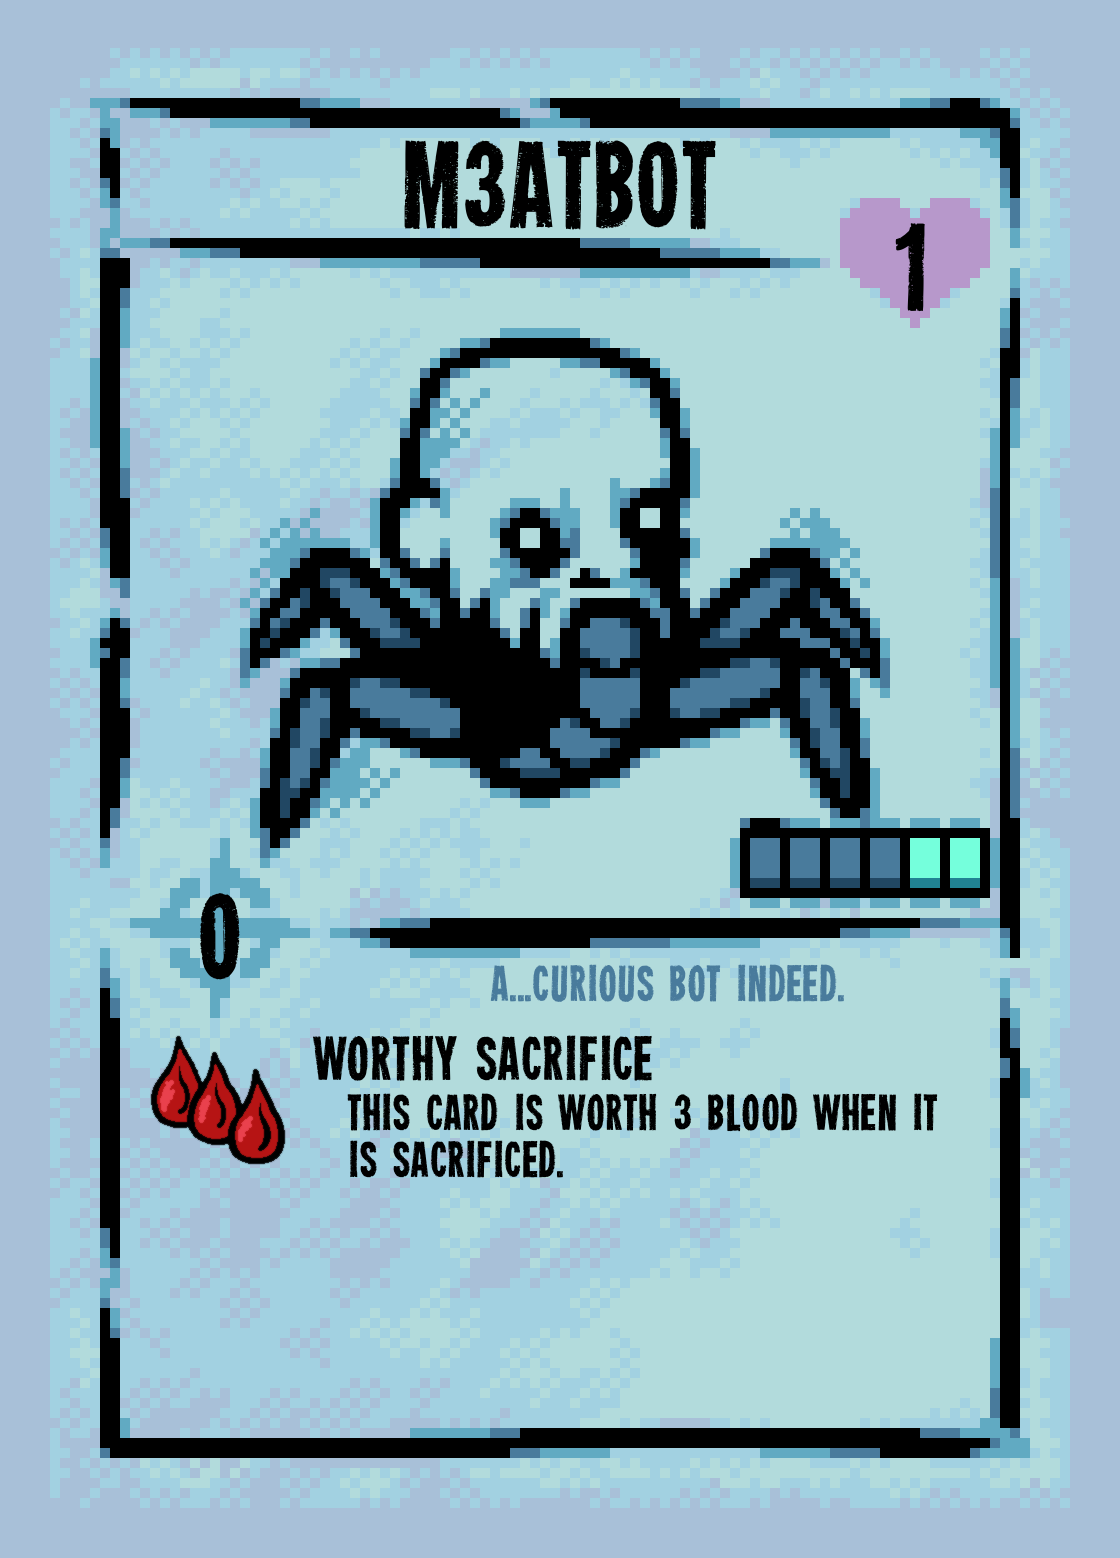 M3ATBOT
1
0
A...CURIOUS BOT INDEED.
WORTHY SACRIFICE
THIS CARD IS WORTH 3 BLOOD WHEN IT
IS SACRIFICED.